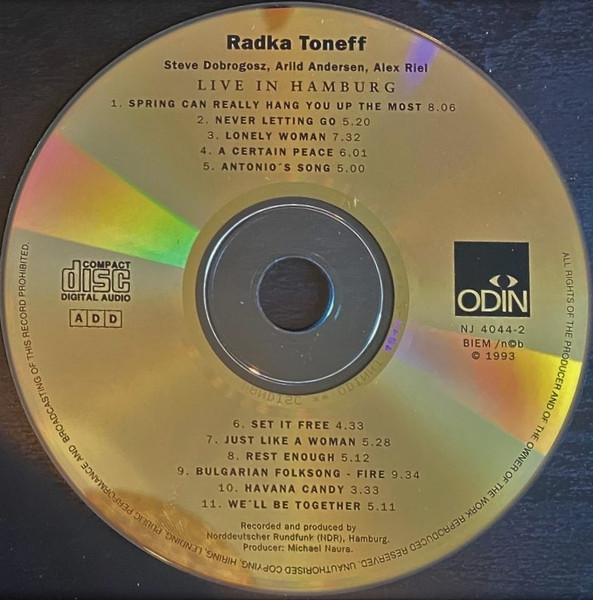 Radka Toneff
Steve Dobrogosz, Arild Andersen, Alex Riel
LIVE IN HAMBURG
1. SPRING CAN REALLY HANG YOU UP THE MOST 8.06
2. NEVER LETTING GO 5.20
3. LONELY WOMAN 7.32
4. A CERTAIN PEACE 6.01
5. ANTONIO´S SONG 5.00
COMPACT
disc
DIGITAL AUDIO
ADD
ODIN
NJ 4044-2
BIEM /n©b
© 1993
6. SET IT FREE 4.33
7. JUST LIKE A WOMAN 5.28
8. REST ENOUGH 5.12
9. BULGARIAN FOLKSONG - FIRE 9.34
10. HAVANA CANDY 3.33
11. WE´LL BE TOGETHER 5.11
Recorded and produced by
Norddeutscher Rundfunk (NDR), Hamburg.
Producer: Michael Naura.
ALL RIGHTS OF THE PRODUCER AND OF THE OWNER OF THE WORK REPRODUCED RESERVED. UNAUTHORISED COPYING, HIRING, LENDING, PUBLIC PERFORMANCE AND BROADCASTING OF THIS RECORD PROHIBITED.